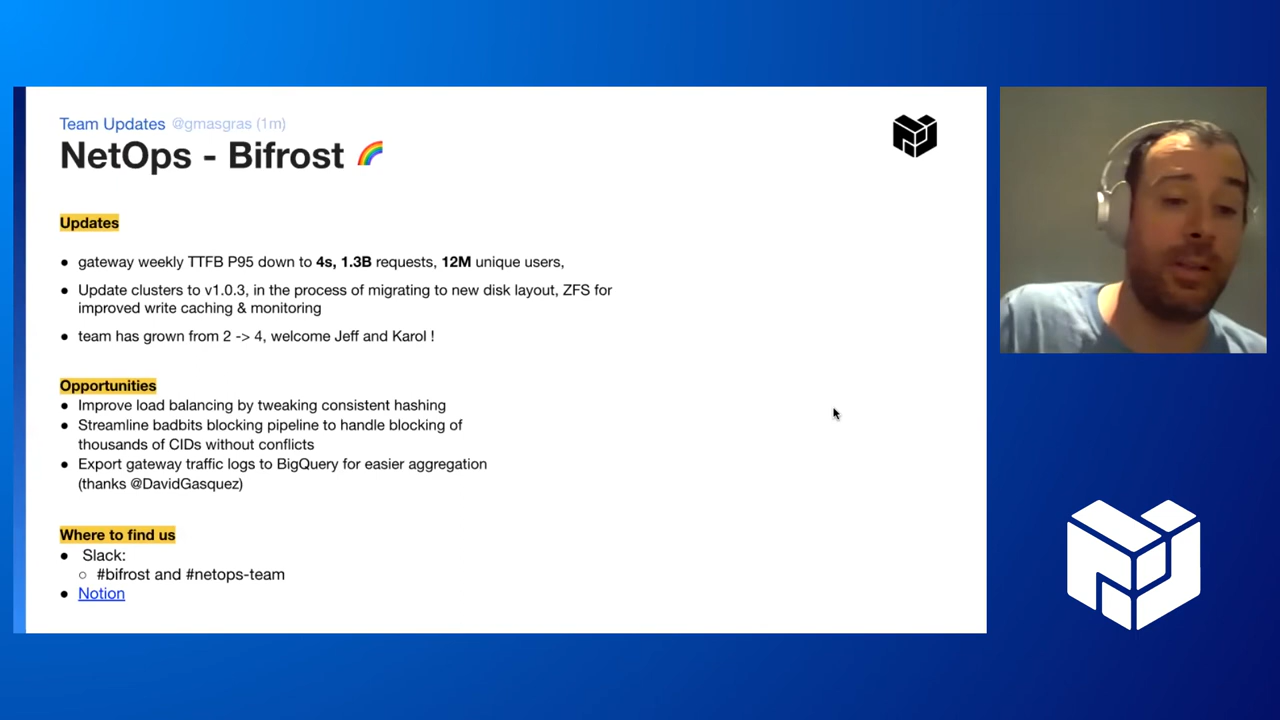 Team Updates @gmasgras (1m)
NetOps - Bifrost 🌈
Updates
● gateway weekly TTFB P95 down to 4s, 1.3B requests, 12M unique users,
● Update clusters to v1.0.3, in the process of migrating to new disk layout, ZFS for
improved write caching & monitoring
● team has grown from 2 -> 4, welcome Jeff and Karol !
Opportunities
● Improve load balancing by tweaking consistent hashing
● Streamline badbits blocking pipeline to handle blocking of
thousands of CIDs without conflicts
● Export gateway traffic logs to BigQuery for easier aggregation
(thanks @DavidGasquez)
Where to find us
● Slack:
○ #bifrost and #netops-team
● Notion